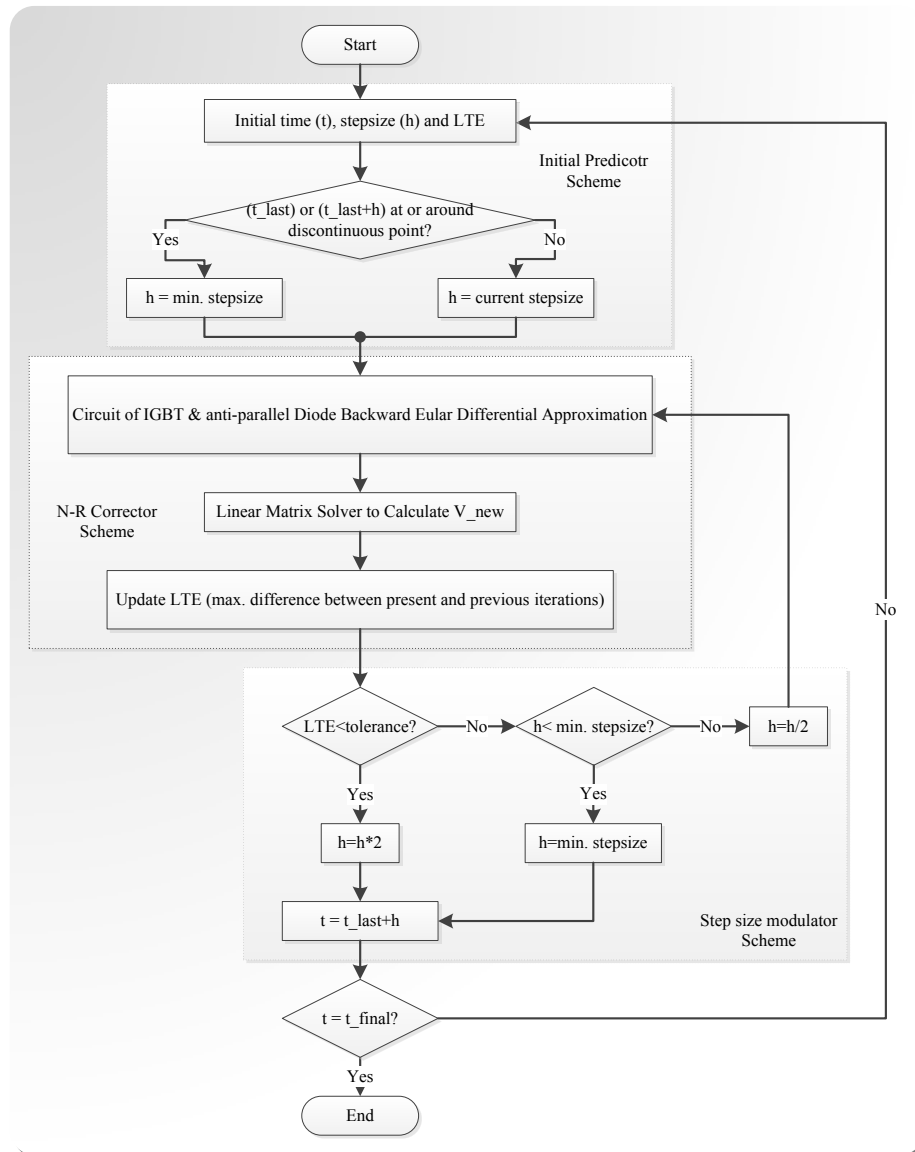 Start
Initial time (t), stepsize (h) and LTE
Initial Predicotr
Scheme
(t_last) or (t_last+h) at or around
discontinuous point?
Yes
No
h = min. stepsize
h = current stepsize
Circuit of IGBT & anti-parallel Diode Backward Eular Differential Approximation
N-R Corrector
Scheme
Linear Matrix Solver to Calculate V_new
Update LTE (max. difference between present and previous iterations)
No
LTE<tolerance?
No
h< min. stepsize?
No
h=h/2
Yes
Yes
h=h*2
h=min. stepsize
t = t_last+h
Step size modulator
Scheme
t = t_final?
Yes
End